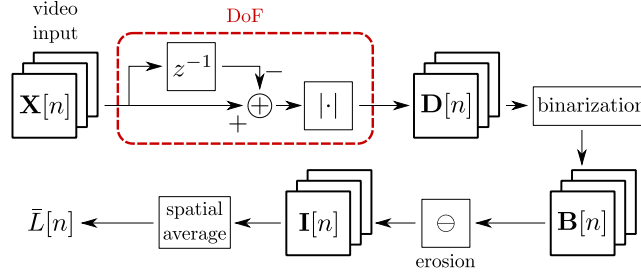 video
input
DoF
z⁻¹
−
X[n]
+
+
|·|
D[n]
binarization
L̄[n]
spatial
average
I[n]
⊖
erosion
B[n]